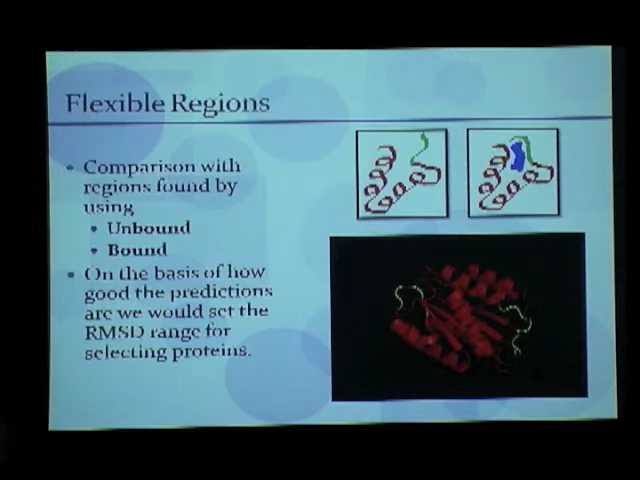 Flexible Regions
Comparison with
regions found by
using
Unbound
Bound
On the basis of how
good the predictions
are we would set the
RMSD range for
selecting proteins.